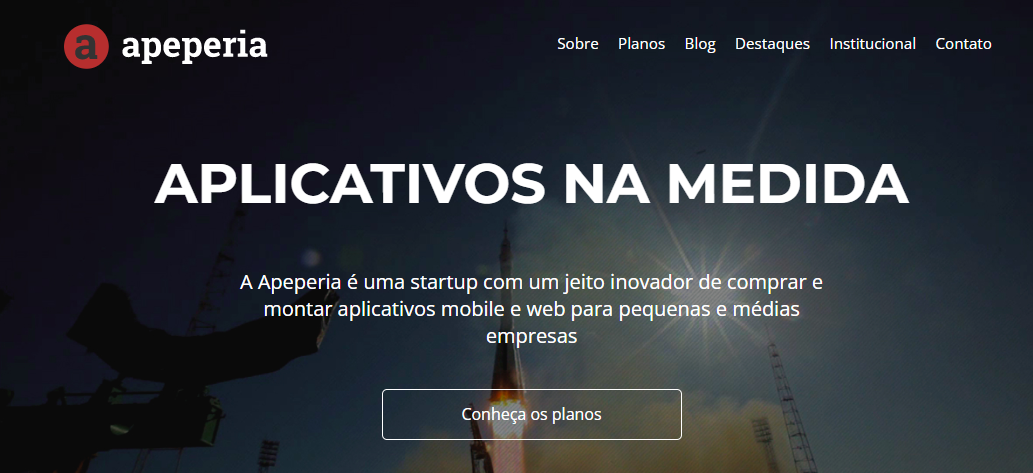 a apeperia
Sobre Planos Blog Destaques Institucional Contato
APLICATIVOS NA MEDIDA
A Apeperia é uma startup com um jeito inovador de comprar e
montar aplicativos mobile e web para pequenas e médias
empresas
Conheça os planos